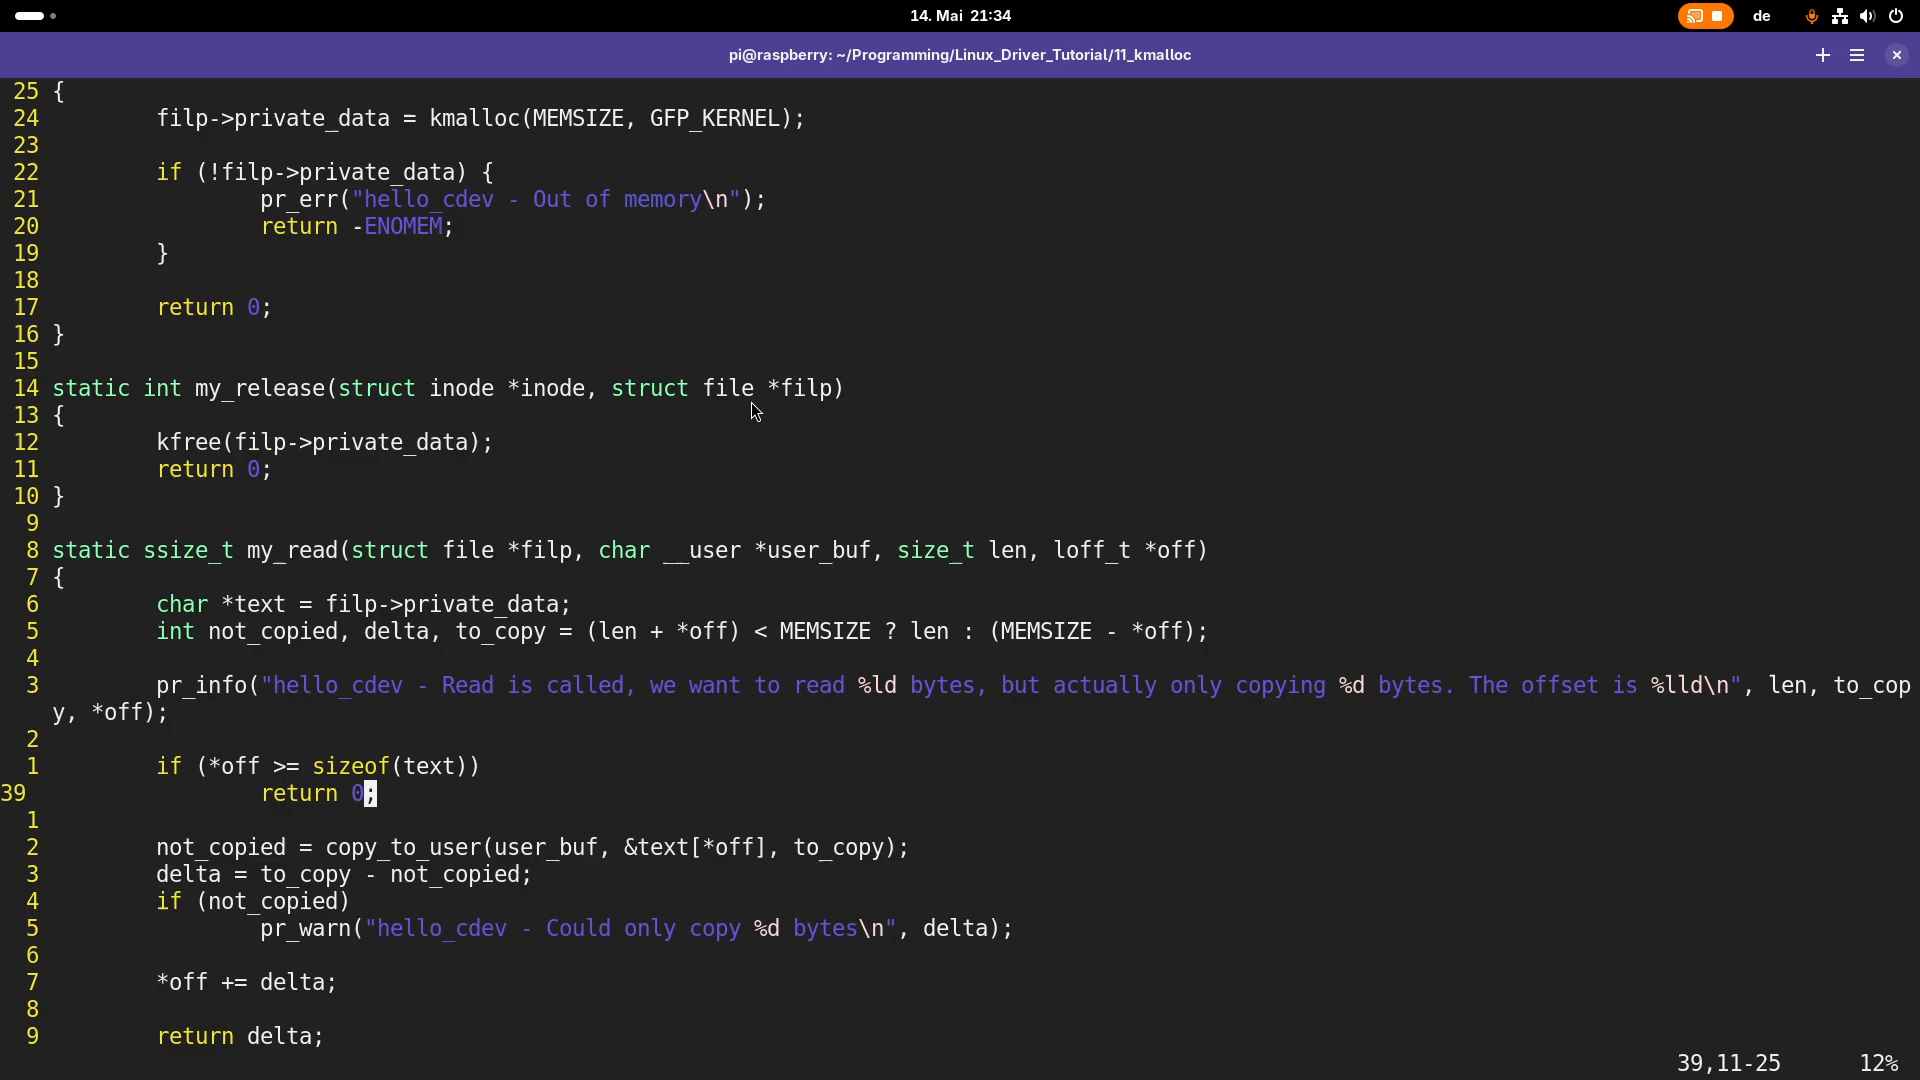 14. Mai 21:34
de
pi@raspberry: ~/Programming/Linux_Driver_Tutorial/11_kmalloc
25 {
24         filp->private_data = kmalloc(MEMSIZE, GFP_KERNEL);
23
22         if (!filp->private_data) {
21                 pr_err("hello_cdev - Out of memory\n");
20                 return -ENOMEM;
19         }
18
17         return 0;
16 }
15
14 static int my_release(struct inode *inode, struct file *filp)
13 {
12         kfree(filp->private_data);
11         return 0;
10 }
9
8 static ssize_t my_read(struct file *filp, char __user *user_buf, size_t len, loff_t *off)
7 {
6         char *text = filp->private_data;
5         int not_copied, delta, to_copy = (len + *off) < MEMSIZE ? len : (MEMSIZE - *off);
4
3         pr_info("hello_cdev - Read is called, we want to read %ld bytes, but actually only copying %d bytes. The offset is %lld\n", len, to_cop
y, *off);
2
1         if (*off >= sizeof(text))
39                 return 0;
1
2         not_copied = copy_to_user(user_buf, &text[*off], to_copy);
3         delta = to_copy - not_copied;
4         if (not_copied)
5                 pr_warn("hello_cdev - Could only copy %d bytes\n", delta);
6
7         *off += delta;
8
9         return delta;
39,11-25 12%